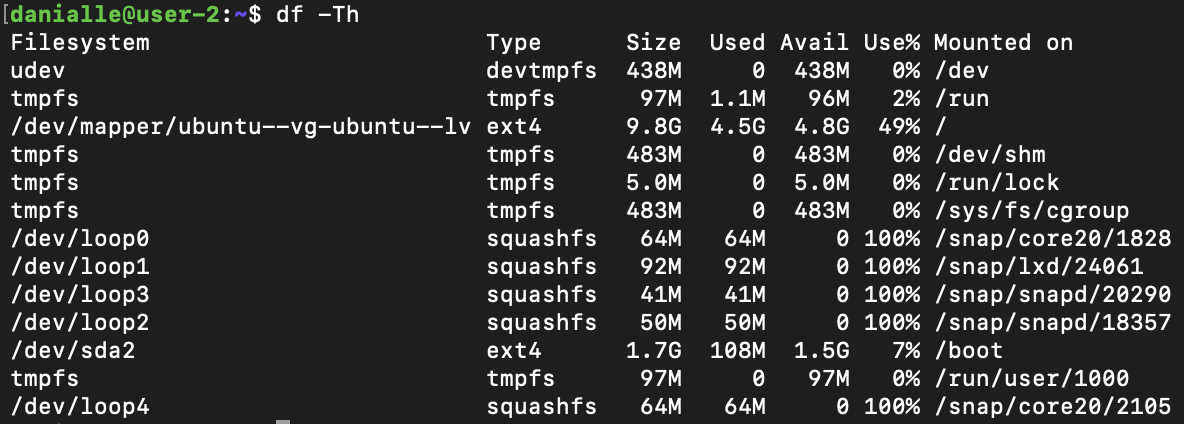 [danialle@user-2:~$ df -Th
Filesystem                        Type      Size  Used Avail Use% Mounted on
udev                              devtmpfs  438M     0  438M   0% /dev
tmpfs                             tmpfs      97M  1.1M   96M   2% /run
/dev/mapper/ubuntu--vg-ubuntu--lv ext4      9.8G  4.5G  4.8G  49% /
tmpfs                             tmpfs     483M     0  483M   0% /dev/shm
tmpfs                             tmpfs     5.0M     0  5.0M   0% /run/lock
tmpfs                             tmpfs     483M     0  483M   0% /sys/fs/cgroup
/dev/loop0                        squashfs   64M   64M     0 100% /snap/core20/1828
/dev/loop1                        squashfs   92M   92M     0 100% /snap/lxd/24061
/dev/loop3                        squashfs   41M   41M     0 100% /snap/snapd/20290
/dev/loop2                        squashfs   50M   50M     0 100% /snap/snapd/18357
/dev/sda2                         ext4      1.7G  108M  1.5G   7% /boot
tmpfs                             tmpfs      97M     0   97M   0% /run/user/1000
/dev/loop4                        squashfs   64M   64M     0 100% /snap/core20/2105